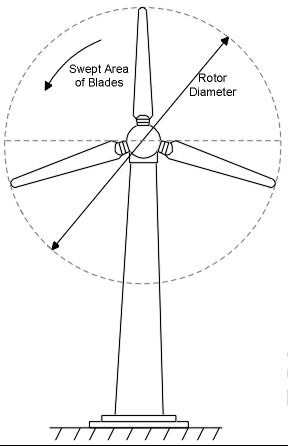 Swept Area
of Blades
Rotor
Diameter